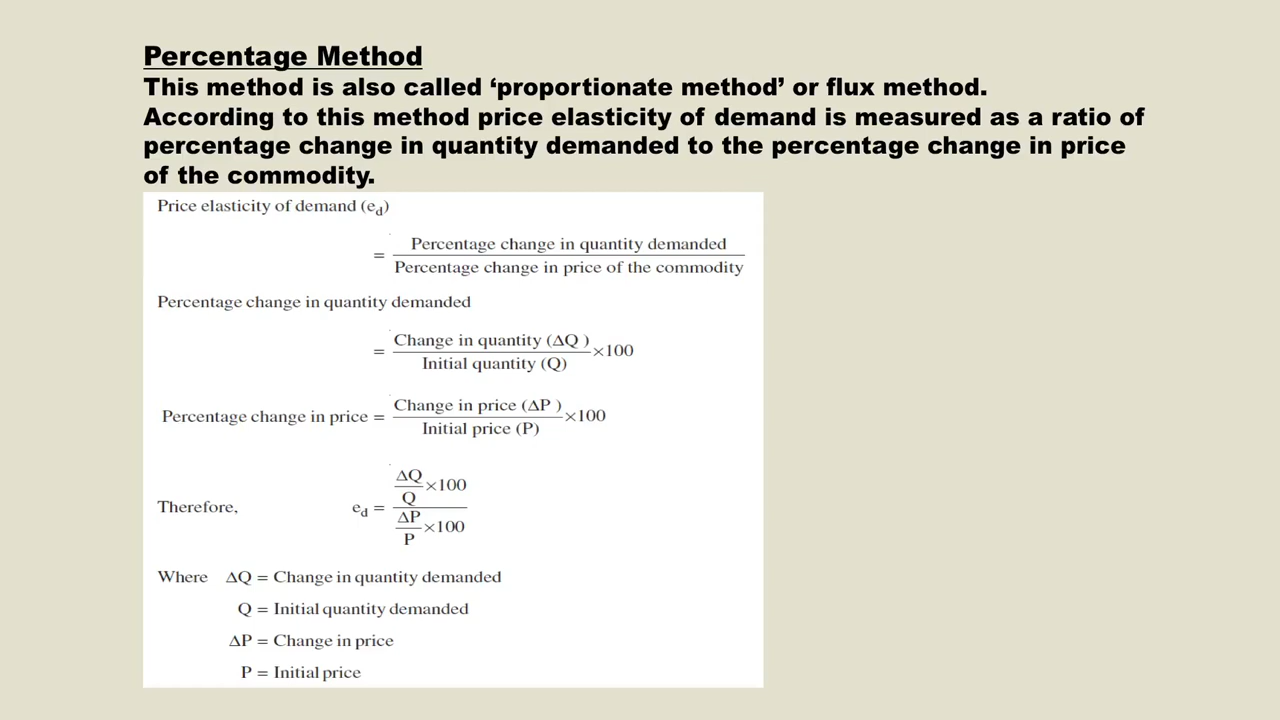 Percentage Method
This method is also called ‘proportionate method’ or flux method.
According to this method price elasticity of demand is measured as a ratio of
percentage change in quantity demanded to the percentage change in price
of the commodity.
Price elasticity of demand (e_d)
= Percentage change in quantity demanded / Percentage change in price of the commodity
Percentage change in quantity demanded
= Change in quantity (ΔQ ) / Initial quantity (Q) ×100
Percentage change in price = Change in price (ΔP ) / Initial price (P) ×100
Therefore, e_d = ΔQ/Q ×100 / ΔP/P ×100
Where ΔQ = Change in quantity demanded
Q = Initial quantity demanded
ΔP = Change in price
P = Initial price